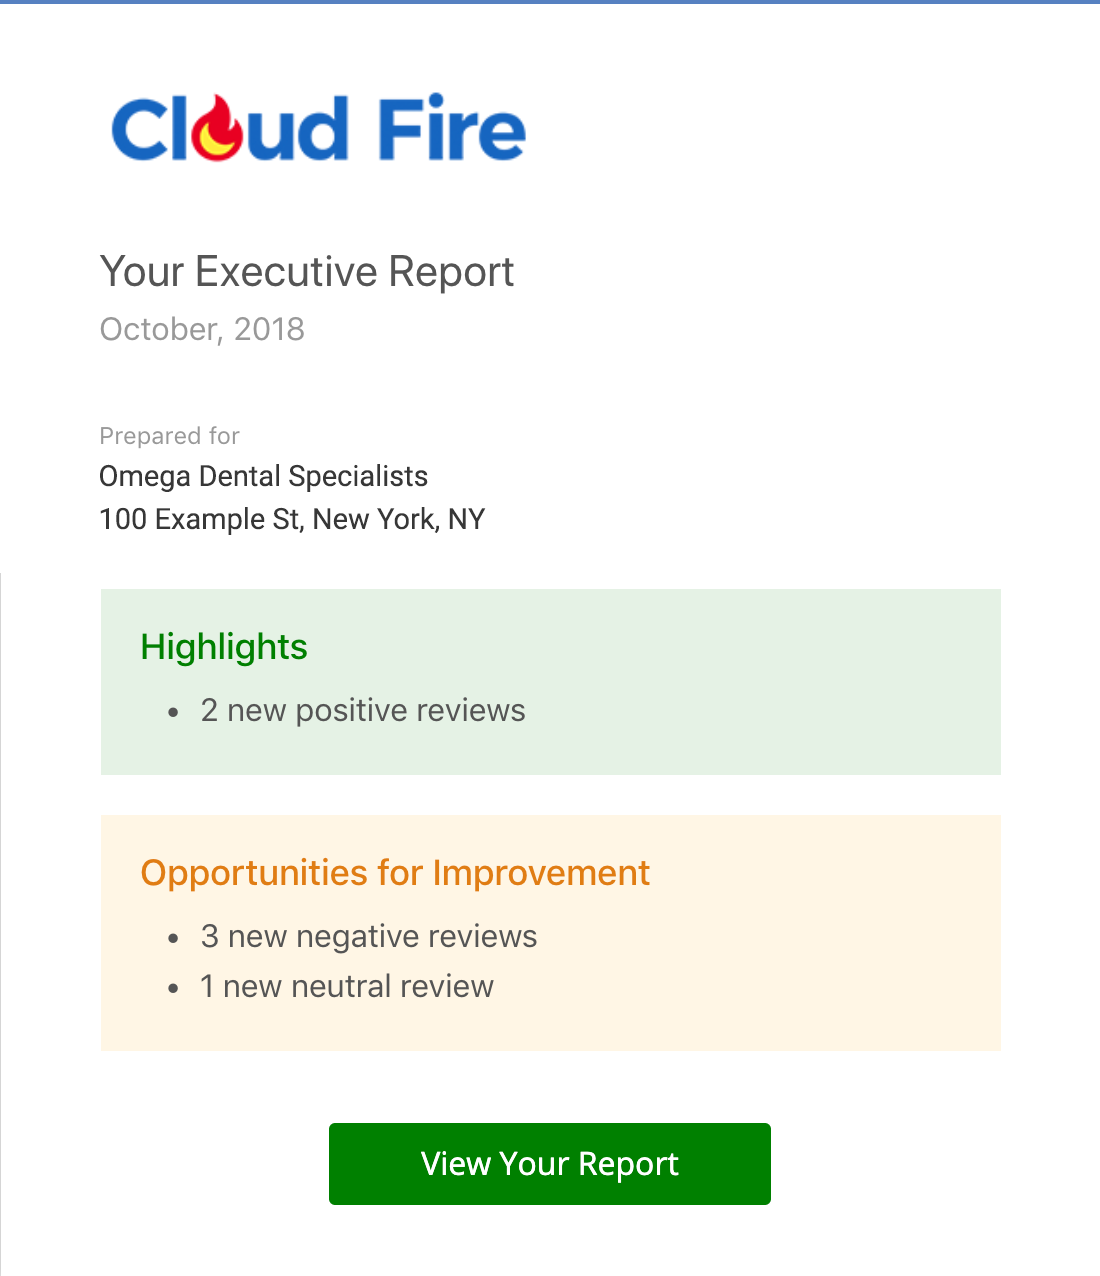 Cloud Fire
Your Executive Report
October, 2018
Prepared for
Omega Dental Specialists
100 Example St, New York, NY
Highlights
• 2 new positive reviews
Opportunities for Improvement
• 3 new negative reviews
• 1 new neutral review
View Your Report